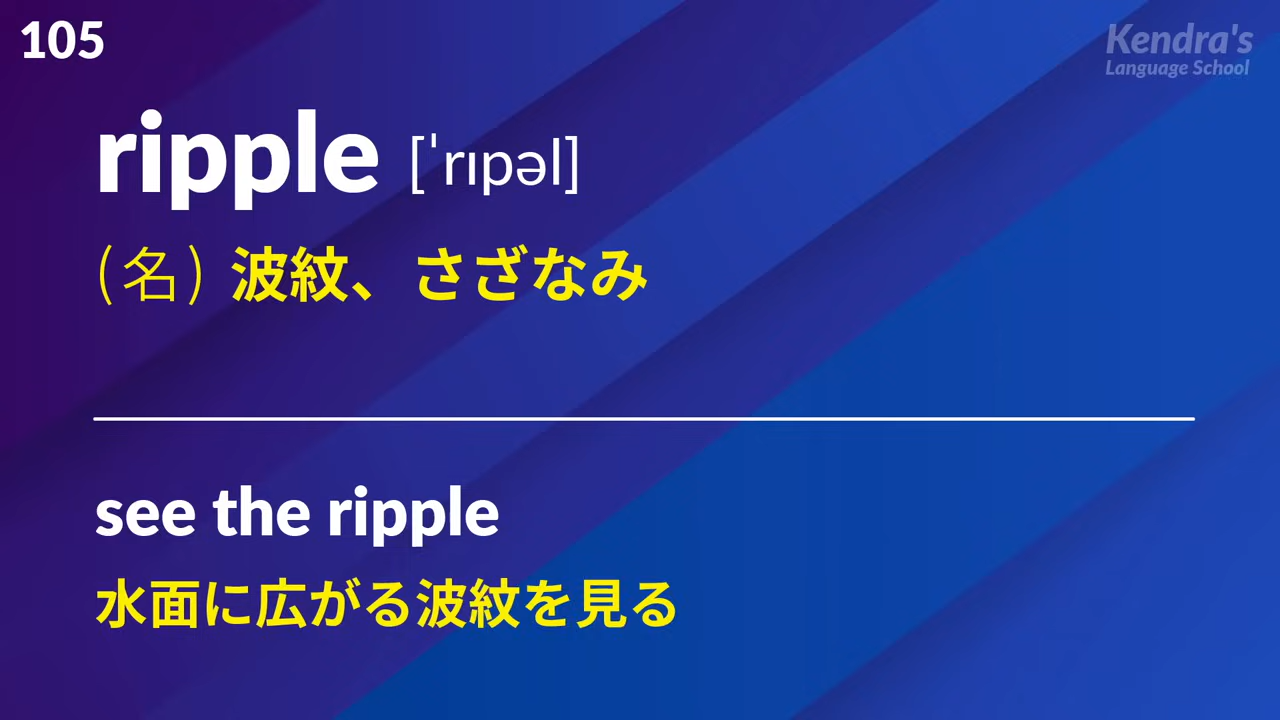 105
Kendra's
Language School
ripple [ˈrɪpəl]
(名) 波紋、さざなみ
see the ripple
水面に広がる波紋を見る